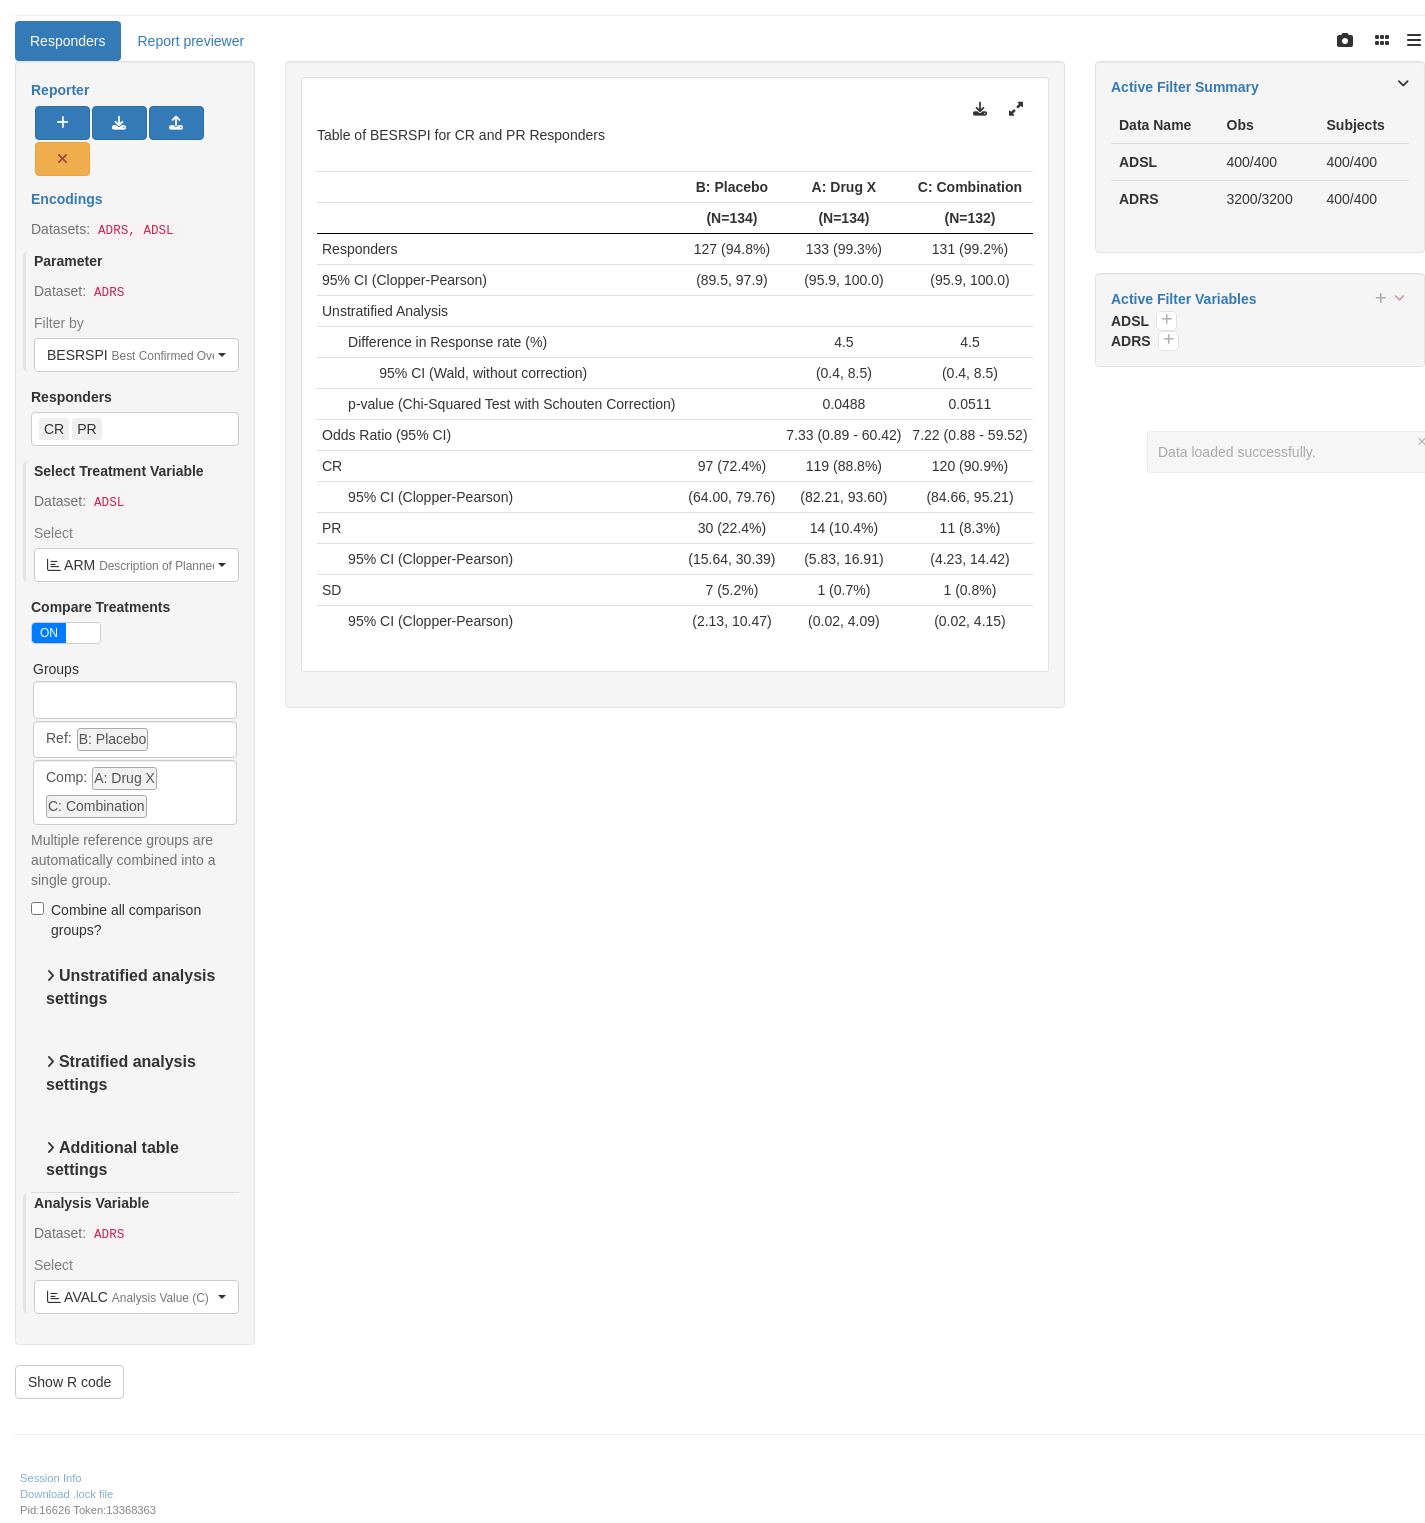 Responders
Report previewer
Reporter
Encodings
Datasets: ADRS, ADSL
Parameter
Dataset: ADRS
Filter by
BESRSPI Best Confirmed Ove
Responders
CR PR
Select Treatment Variable
Dataset: ADSL
Select
ARM Description of Planned
Compare Treatments
ON
Groups
Ref: B: Placebo
Comp: A: Drug X
C: Combination
Multiple reference groups are
automatically combined into a
single group.
Combine all comparison
groups?
Unstratified analysis
settings
Stratified analysis
settings
Additional table
settings
Analysis Variable
Dataset: ADRS
Select
AVALC Analysis Value (C)
Show R code
Table of BESRSPI for CR and PR Responders
B: Placebo A: Drug X C: Combination
(N=134) (N=134) (N=132)
Responders 127 (94.8%) 133 (99.3%) 131 (99.2%)
95% CI (Clopper-Pearson) (89.5, 97.9) (95.9, 100.0) (95.9, 100.0)
Unstratified Analysis
Difference in Response rate (%) 4.5 4.5
95% CI (Wald, without correction) (0.4, 8.5) (0.4, 8.5)
p-value (Chi-Squared Test with Schouten Correction) 0.0488 0.0511
Odds Ratio (95% CI) 7.33 (0.89 - 60.42) 7.22 (0.88 - 59.52)
CR 97 (72.4%) 119 (88.8%) 120 (90.9%)
95% CI (Clopper-Pearson) (64.00, 79.76) (82.21, 93.60) (84.66, 95.21)
PR 30 (22.4%) 14 (10.4%) 11 (8.3%)
95% CI (Clopper-Pearson) (15.64, 30.39) (5.83, 16.91) (4.23, 14.42)
SD 7 (5.2%) 1 (0.7%) 1 (0.8%)
95% CI (Clopper-Pearson) (2.13, 10.47) (0.02, 4.09) (0.02, 4.15)
Active Filter Summary
Data Name Obs Subjects
ADSL 400/400 400/400
ADRS 3200/3200 400/400
Active Filter Variables
ADSL
ADRS
Data loaded successfully.
Session Info
Download .lock file
Pid:16626 Token:13368363